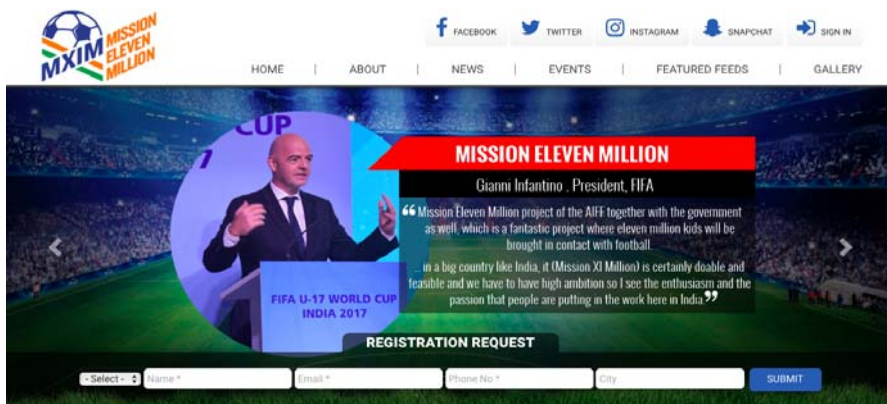 MXIM MISSION
ELEVEN
MILLION
FACEBOOK TWITTER INSTAGRAM SNAPCHAT SIGN IN
HOME | ABOUT | NEWS | EVENTS | FEATURED FEEDS | GALLERY
CUP
17
FIFA U-17 WORLD CUP
INDIA 2017
MISSION ELEVEN MILLION
Gianni Infantino , President, FIFA
“Mission Eleven Million project of the AIFF together with the government
as well, which is a fantastic project where eleven million kids will be
brought in contact with football...
... in a big country like India, it (Mission XI Million) is certainly doable and
feasible and we have to have high ambition so I see the enthusiasm and the
passion that people are putting in the work here in India.”
REGISTRATION REQUEST
- Select - Name * Email * Phone No * City SUBMIT